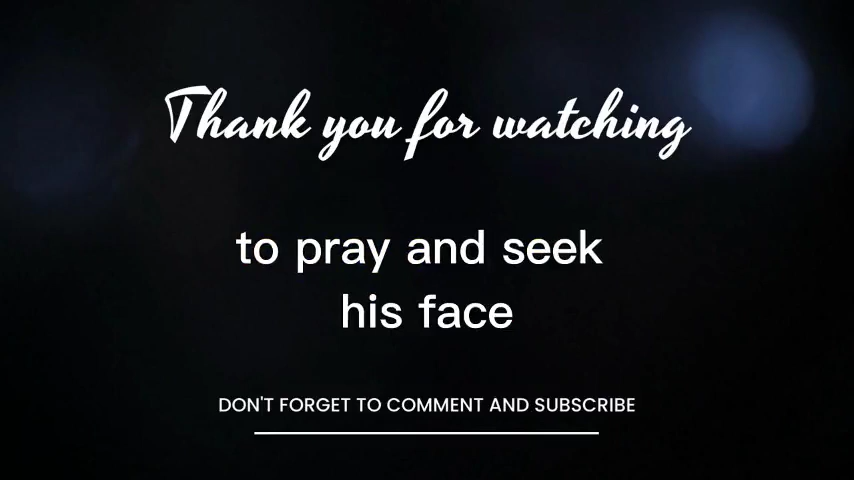 Thank you for watching
to pray and seek
his face
DON'T FORGET TO COMMENT AND SUBSCRIBE